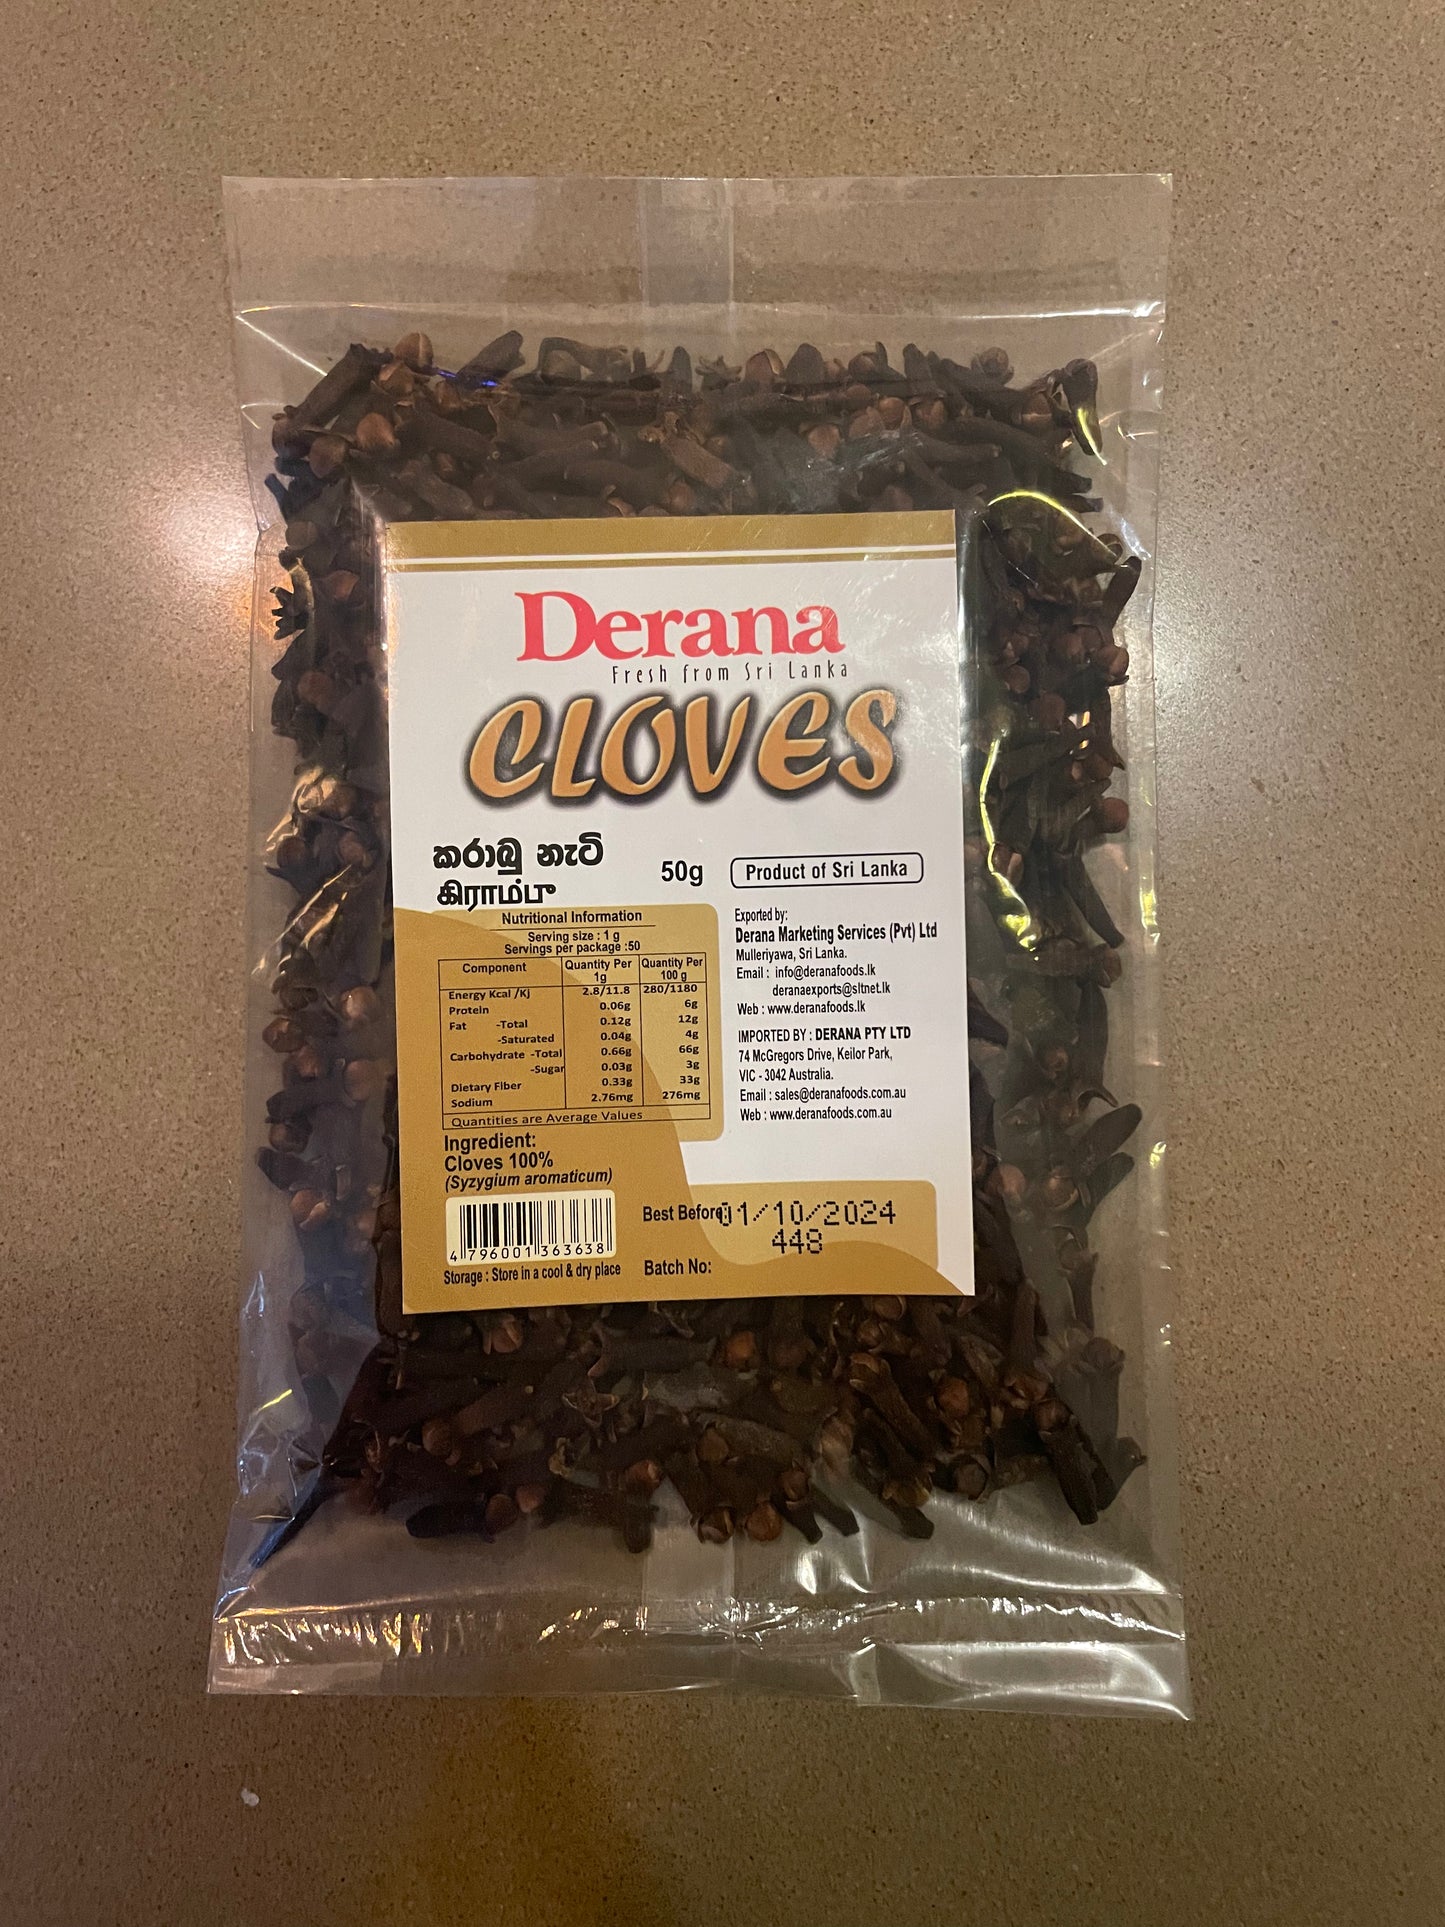 Derana
Fresh from Sri Lanka
CLOVES
කරාබු නැටි
கிராம்பு
50g
Product of Sri Lanka
Nutritional Information
Serving size : 1 g
Servings per package :50
Component Quantity Per 1g Quantity Per 100 g
Energy Kcal /Kj 2.8/11.8 280/1180
Protein 0.06g 6g
Fat -Total 0.12g 12g
-Saturated 0.04g 4g
Carbohydrate -Total 0.66g 66g
-Sugar 0.03g 3g
Dietary Fiber 0.33g 33g
Sodium 2.76mg 276mg
Quantities are Average Values
Ingredient:
Cloves 100%
(Syzygium aromaticum)
4 796001 363638
Storage : Store in a cool & dry place
Exported by:
Derana Marketing Services (Pvt) Ltd
Mulleriyawa, Sri Lanka.
Email : info@deranafoods.lk
deranaexports@sltnet.lk
Web : www.deranafoods.lk
IMPORTED BY : DERANA PTY LTD
74 McGregors Drive, Keilor Park,
VIC - 3042 Australia.
Email : sales@deranafoods.com.au
Web : www.deranafoods.com.au
Best Before 01/10/2024
448
Batch No: